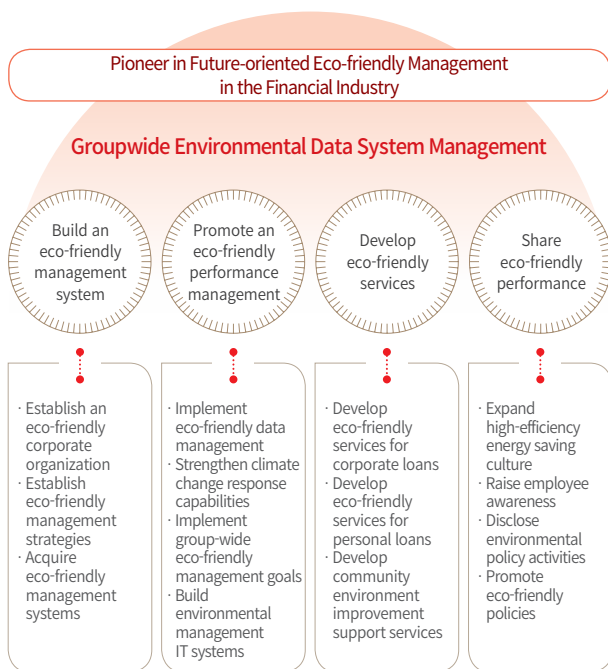 Pioneer in Future-oriented Eco-friendly Management
in the Financial Industry
Groupwide Environmental Data System Management
Build an
eco-friendly
management
system
Promote an
eco-friendly
performance
management
Develop
eco-friendly
services
Share
eco-friendly
performance
· Establish an
eco-friendly
corporate
organization
· Establish
eco-friendly
management
strategies
· Acquire
eco-friendly
management
systems
· Implement
eco-friendly data
management
· Strengthen climate
change response
capabilities
· Implement
group-wide
eco-friendly
management goals
· Build
environmental
management
IT systems
· Develop
eco-friendly
services for
corporate loans
· Develop
eco-friendly
services for
personal loans
· Develop
community
environment
improvement
support services
· Expand
high-efficiency
energy saving
culture
· Raise employee
awareness
· Disclose
environmental
policy activities
· Promote
eco-friendly
policies